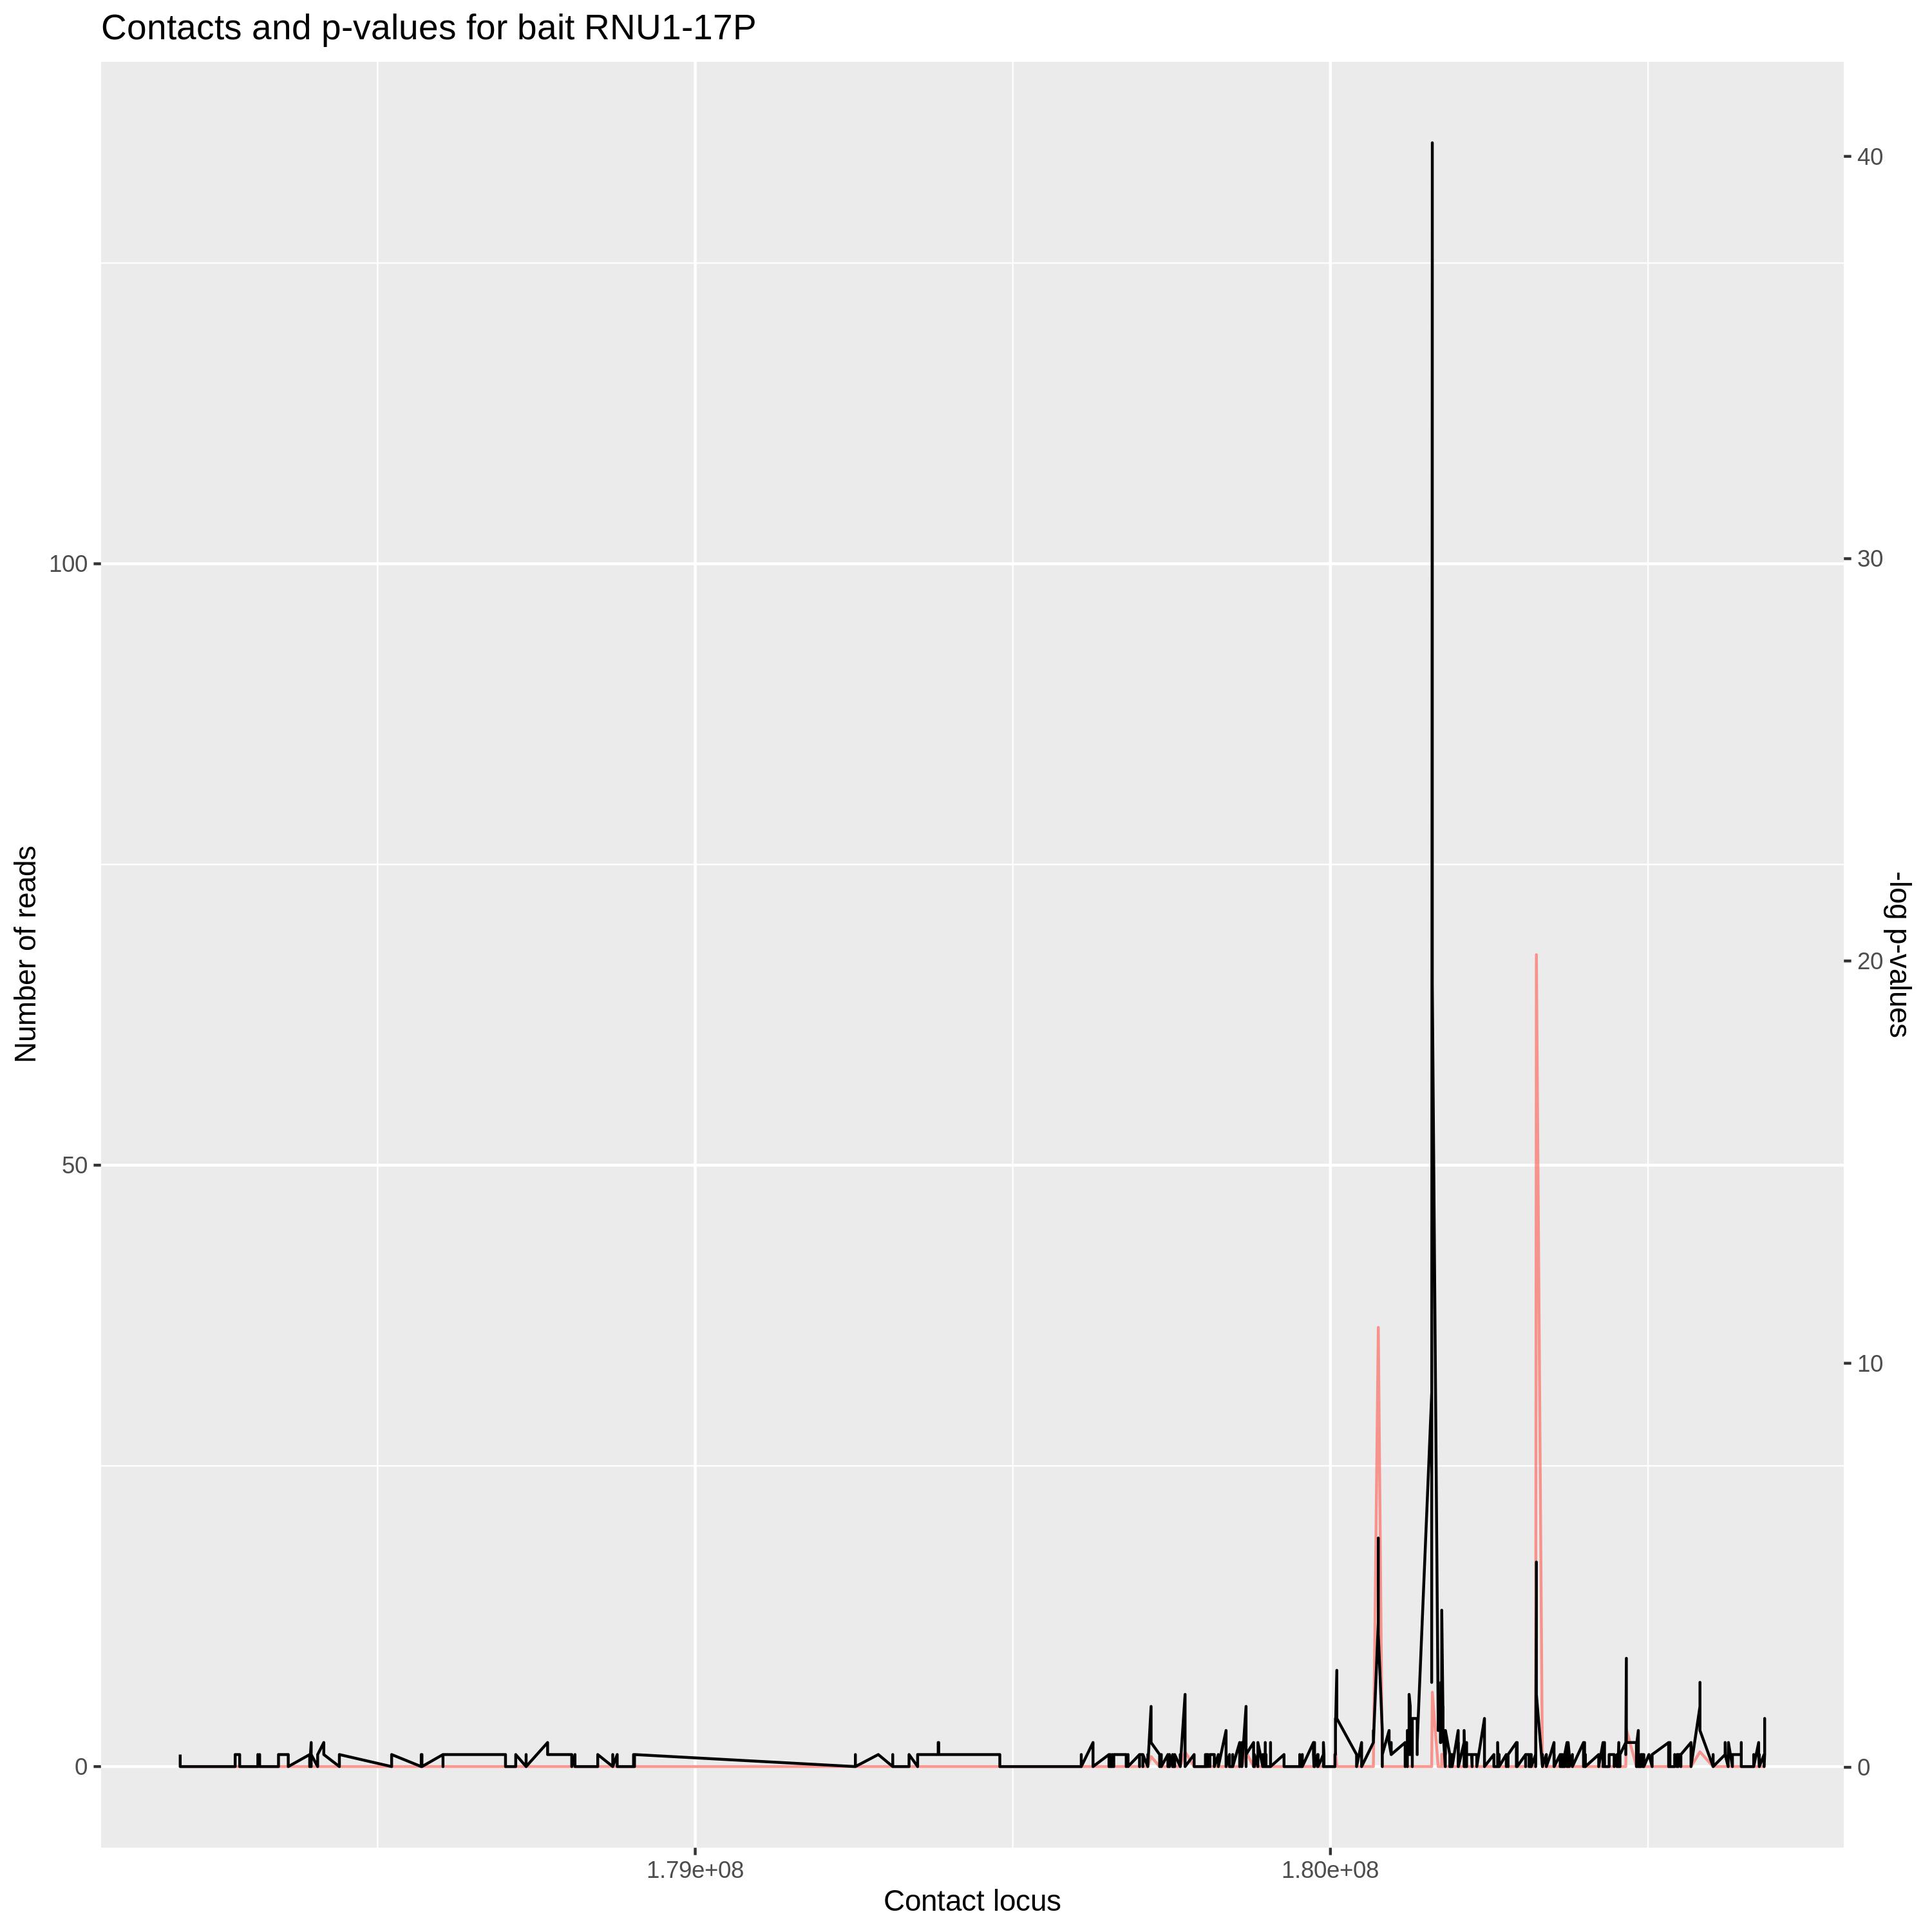 Contacts and p-values for bait RNU1-17P
Number of reads
100
50
0
40
30
20
10
0
-log p-values
1.79e+08
1.80e+08
Contact locus